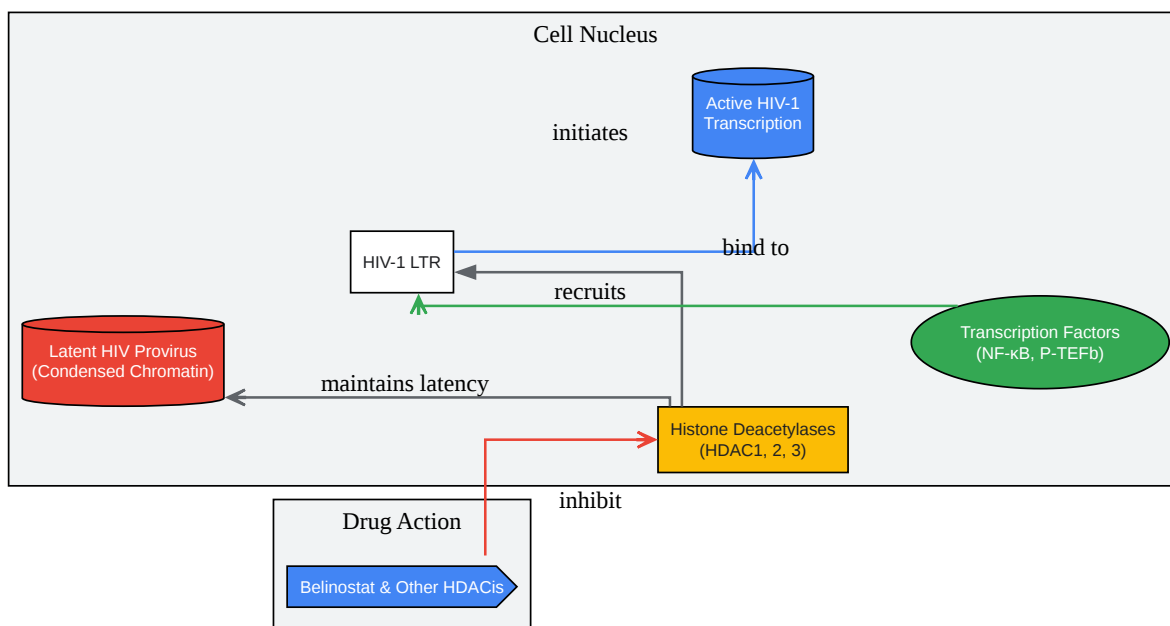 Cell Nucleus
Active HIV-1
Transcription
initiates
HIV-1 LTR
bind to
recruits
Latent HIV Provirus
(Condensed Chromatin)
Transcription Factors
(NF-κB, P-TEFb)
maintains latency
Histone Deacetylases
(HDAC1, 2, 3)
inhibit
Drug Action
Belinostat & Other HDACis